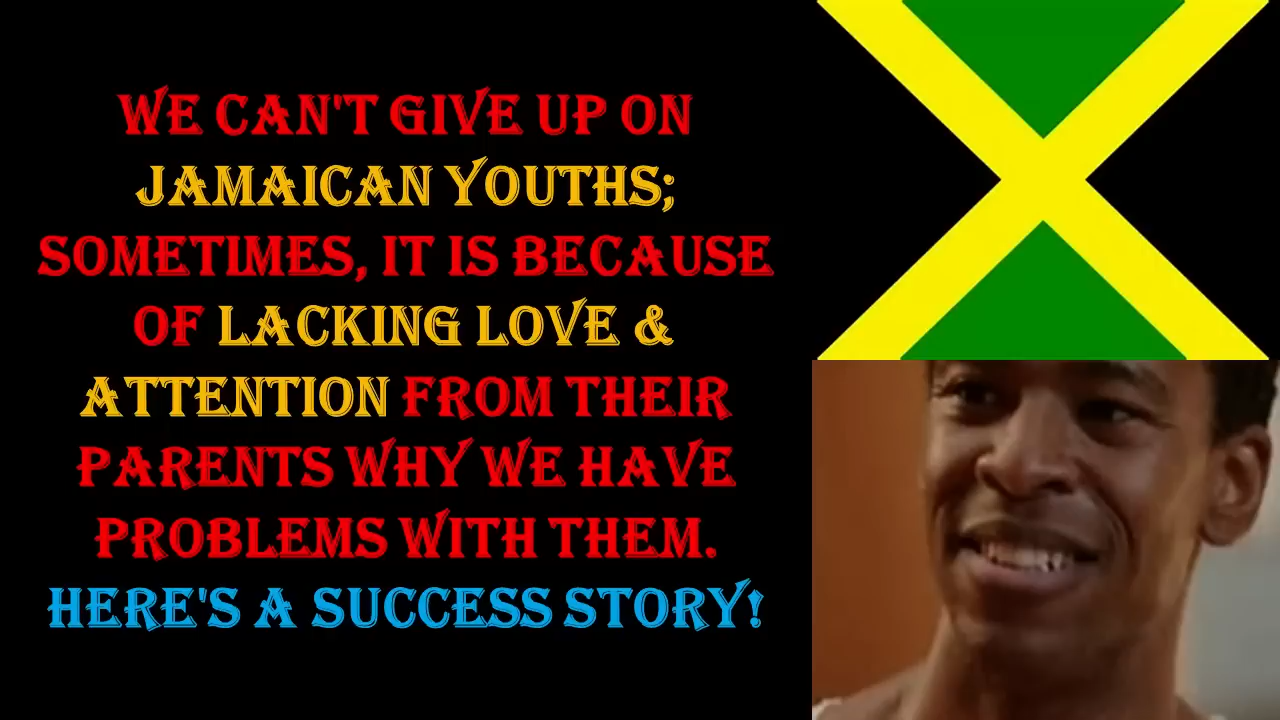 WE CAN'T GIVE UP ON
JAMAICAN YOUTHS;
SOMETIMES, IT IS BECAUSE
OF LACKING LOVE &
ATTENTION FROM THEIR
PARENTS WHY WE HAVE
PROBLEMS WITH THEM.
HERE'S A SUCCESS STORY!